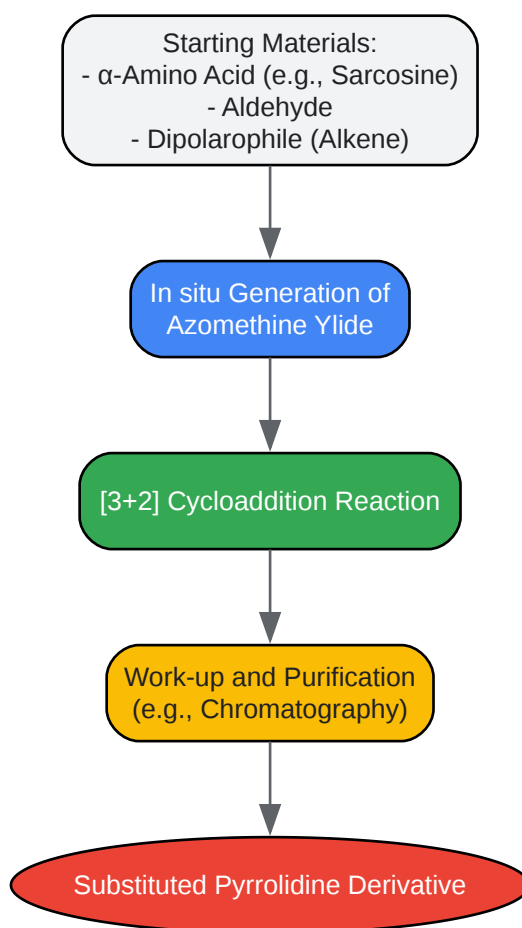 Starting Materials:
- α-Amino Acid (e.g., Sarcosine)
- Aldehyde
- Dipolarophile (Alkene)
In situ Generation of
Azomethine Ylide
[3+2] Cycloaddition Reaction
Work-up and Purification
(e.g., Chromatography)
Substituted Pyrrolidine Derivative